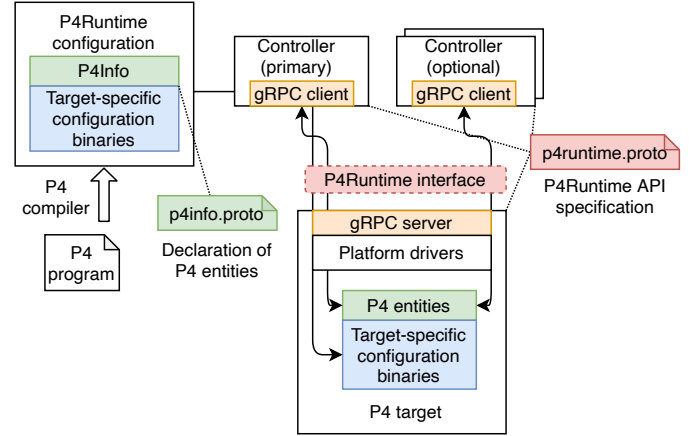 P4Runtime
configuration
P4Info
Target-specific
configuration
binaries
Controller
(primary)
gRPC client
Controller
(optional)
gRPC client
P4
compiler
P4
program
p4info.proto
Declaration of
P4 entities
P4Runtime interface
p4runtime.proto
P4Runtime API
specification
gRPC server
Platform drivers
P4 entities
Target-specific
configuration
binaries
P4 target